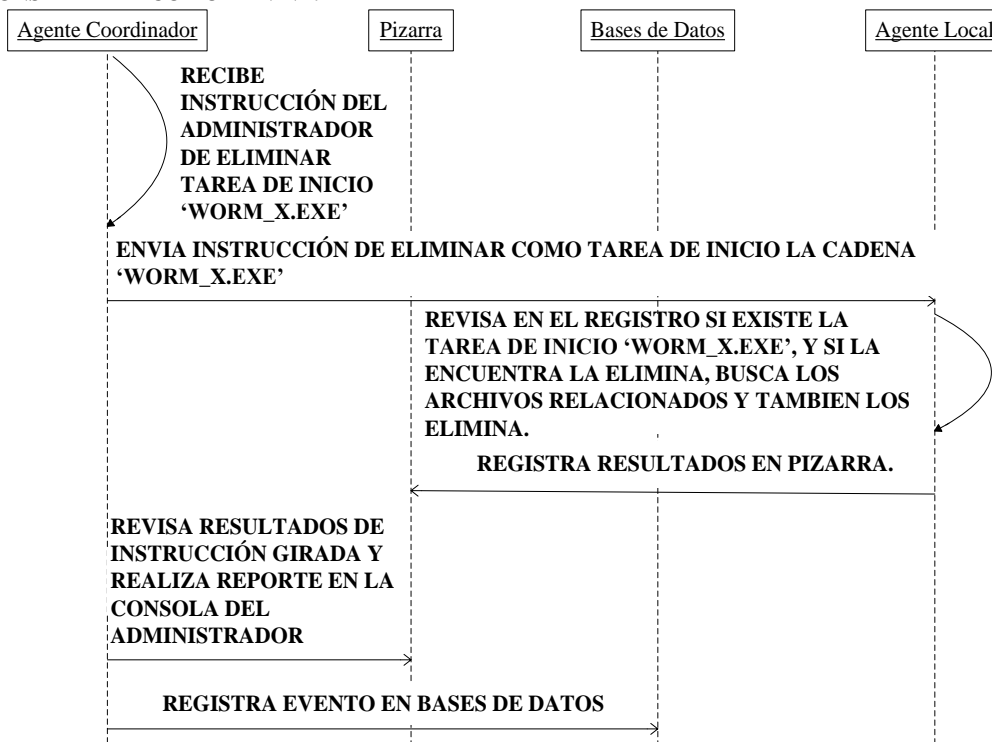 Agente Coordinador
Pizarra
Bases de Datos
Agente Local
RECIBE
INSTRUCCIÓN DEL
ADMINISTRADOR
DE ELIMINAR
TAREA DE INICIO
‘WORM_X.EXE’
ENVIA INSTRUCCIÓN DE ELIMINAR COMO TAREA DE INICIO LA CADENA
‘WORM_X.EXE’
REVISA EN EL REGISTRO SI EXISTE LA
TAREA DE INICIO ‘WORM_X.EXE’, Y SI LA
ENCUENTRA LA ELIMINA, BUSCA LOS
ARCHIVOS RELACIONADOS Y TAMBIEN LOS
ELIMINA.
REGISTRA RESULTADOS EN PIZARRA.
REVISA RESULTADOS DE
INSTRUCCIÓN GIRADA Y
REALIZA REPORTE EN LA
CONSOLA DEL
ADMINISTRADOR
REGISTRA EVENTO EN BASES DE DATOS